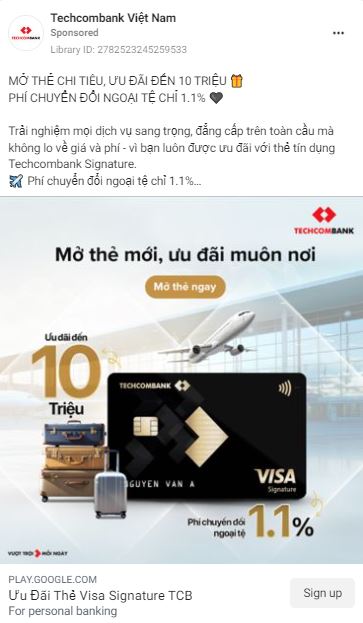 Techcombank Việt Nam
Sponsored
Library ID: 2782523245259533
MỞ THẺ CHI TIÊU, ƯU ĐÃI ĐẾN 10 TRIỆU 🎁
PHÍ CHUYỂN ĐỔI NGOẠI TỆ CHỈ 1.1% 🖤
Trải nghiệm mọi dịch vụ sang trọng, đẳng cấp trên toàn cầu mà
không lo về giá và phí - vì bạn luôn được ưu đãi với thẻ tín dụng
Techcombank Signature.
✈️ Phí chuyển đổi ngoại tệ chỉ 1.1%...
TECHCOMBANK
Mở thẻ mới, ưu đãi muôn nơi
Mở thẻ ngay
Ưu đãi đến
10
Triệu
TECHCOMBANK
NGUYEN VAN A
VISA
Signature
Phí chuyển đổi
ngoại tệ
1.1%
VƯỢT TRỘI MỖI NGÀY
PLAY.GOOGLE.COM
Ưu Đãi Thẻ Visa Signature TCB
For personal banking
Sign up